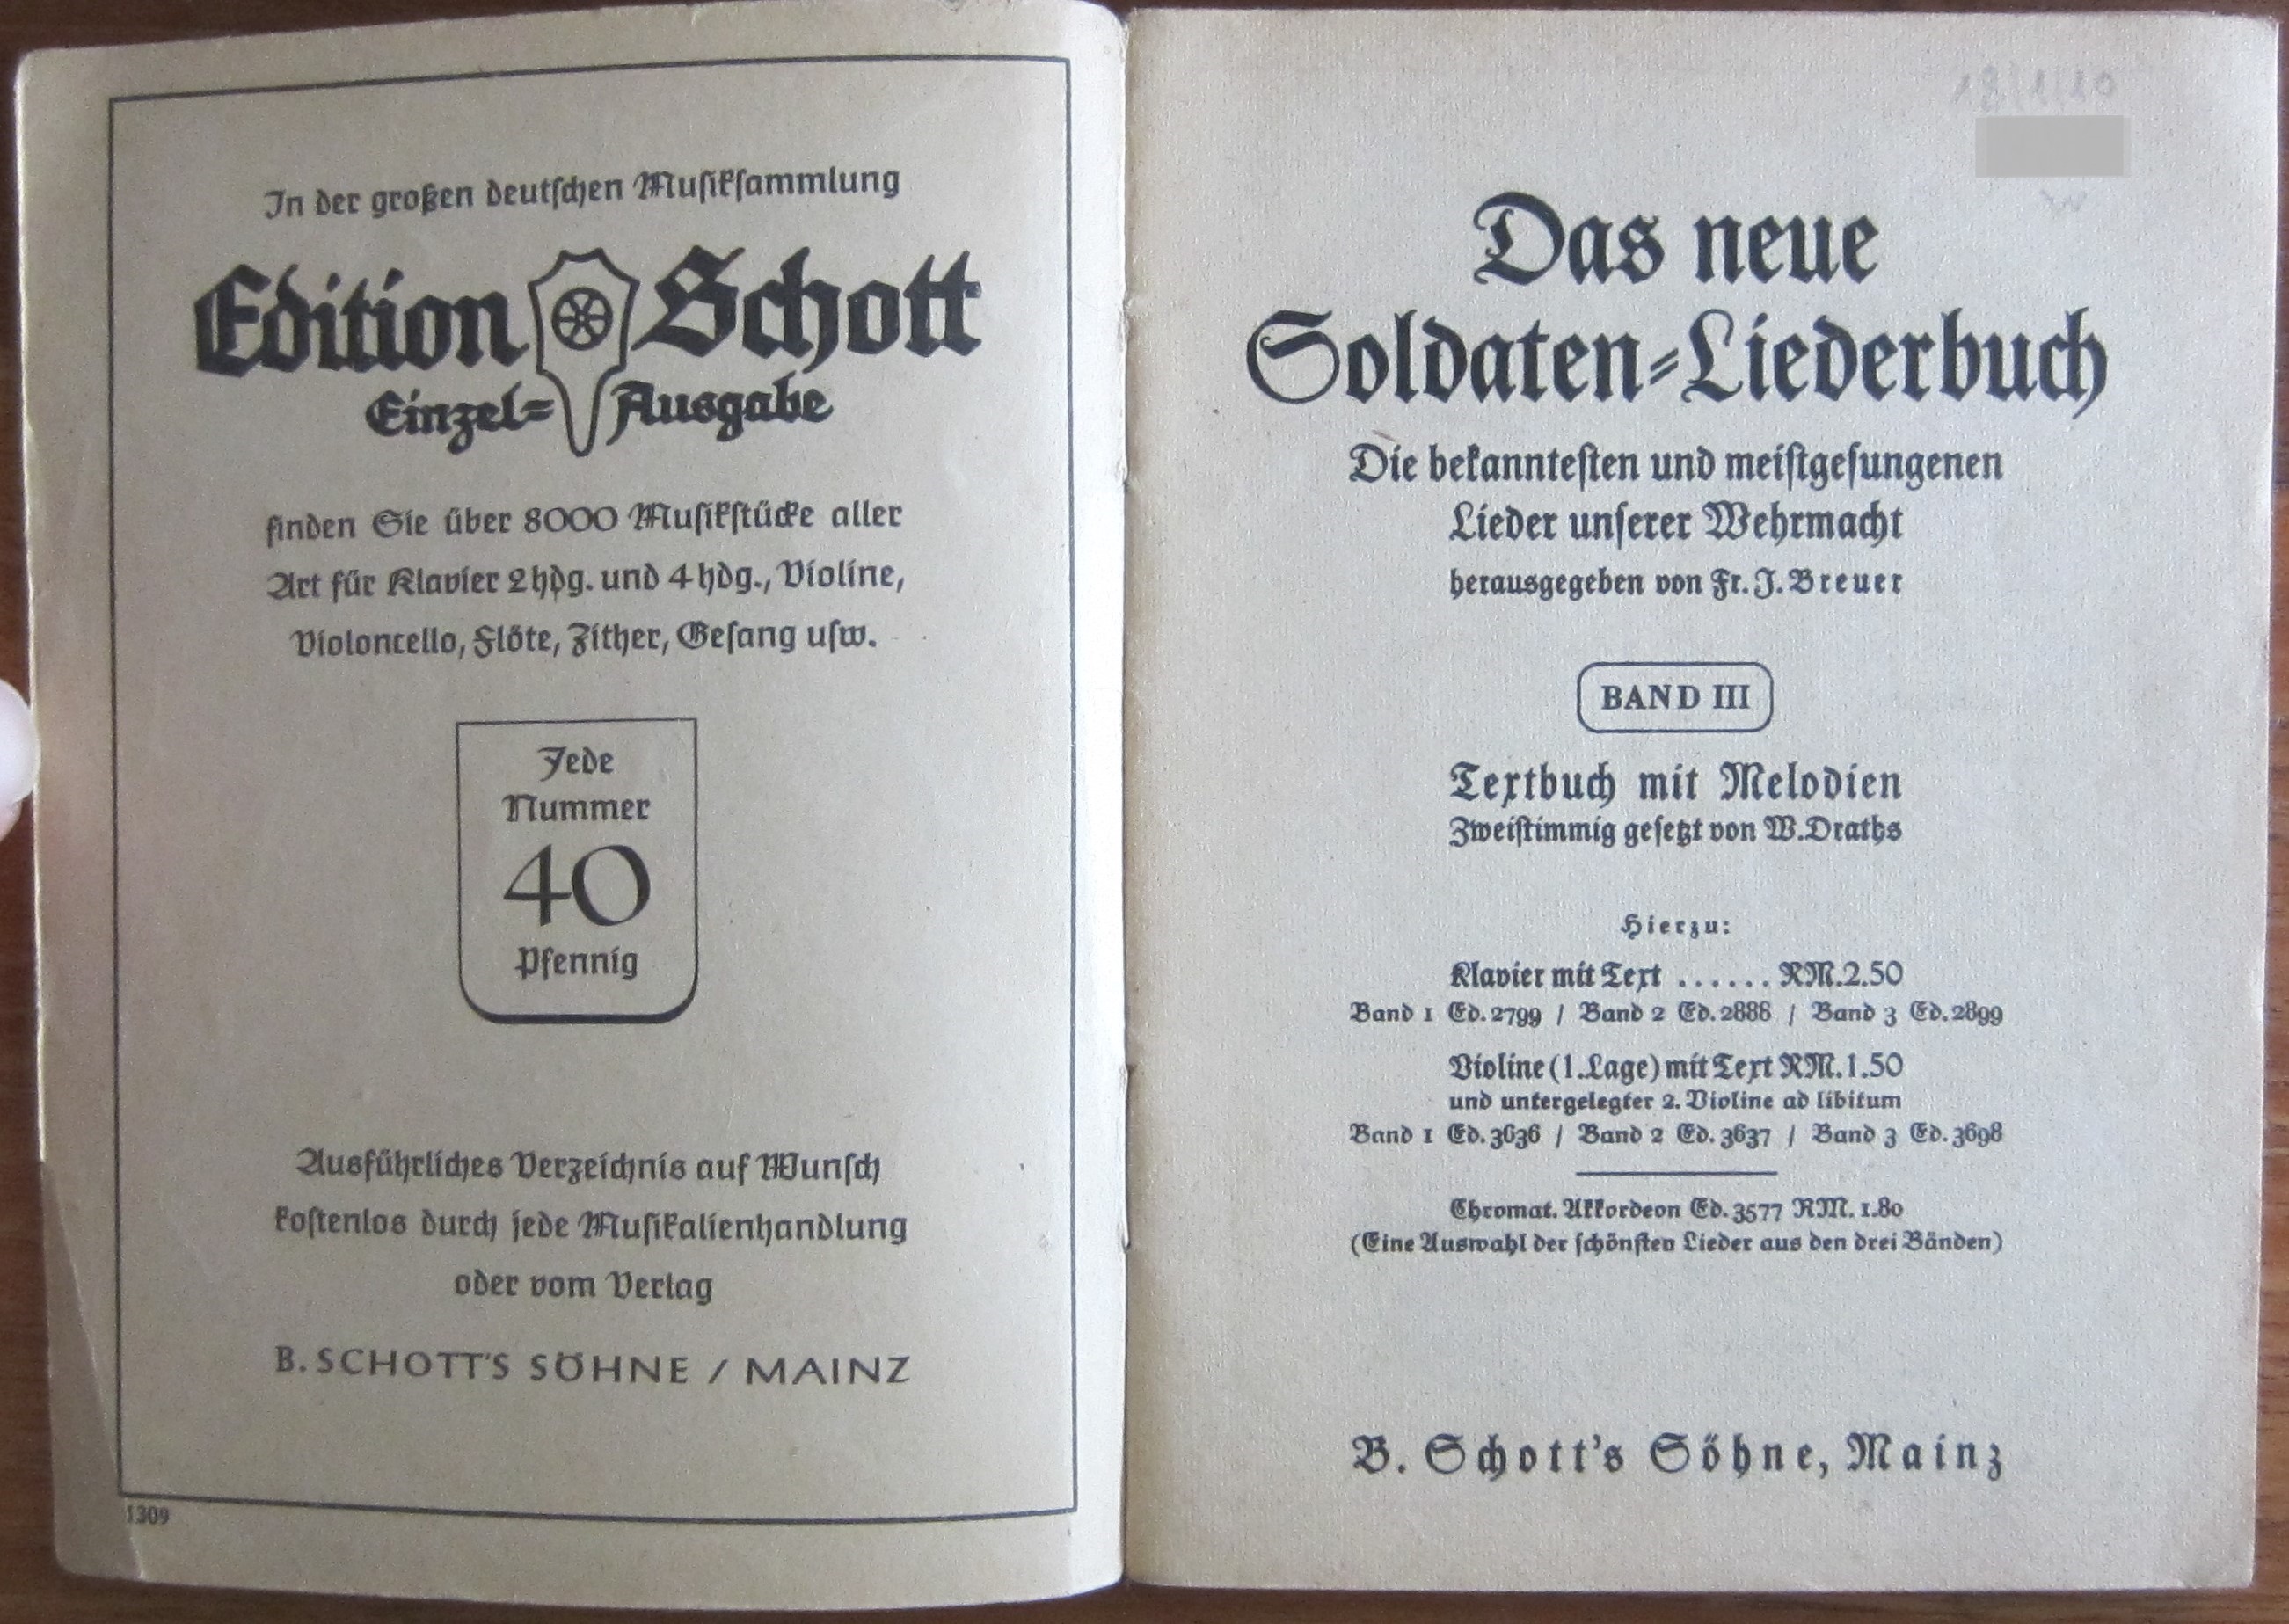 In der großen deutschen Musiksammlung
Edition Schott
Einzel= Ausgabe
finden Sie über 8000 Musikstücke aller
Art für Klavier 2hdg. und 4hdg., Violine,
Violoncello, Flöte, Zither, Gesang usw.
Jede
Nummer
40
Pfennig
Ausführliches Verzeichnis auf Wunsch
kostenlos durch jede Musikalienhandlung
oder vom Verlag
B. SCHOTT'S SÖHNE / MAINZ
1309
Das neue
Soldaten=Liederbuch
Die bekanntesten und meistgesungenen
Lieder unserer Wehrmacht
herausgegeben von Fr. J. Breuer
BAND III
Textbuch mit Melodien
Zweistimmig gesetzt von W. Draths
Hierzu:
Klavier mit Text ...... RM. 2.50
Band 1 Ed. 2799 / Band 2 Ed. 2888 / Band 3 Ed. 2899
Violine (1. Lage) mit Text RM. 1.50
und untergelegter 2. Violine ad libitum
Band 1 Ed. 3636 / Band 2 Ed. 3637 / Band 3 Ed. 3698
Chromat. Akkordeon Ed. 3577 RM. 1.80
(Eine Auswahl der schönsten Lieder aus den drei Bänden)
B. Schott's Söhne, Mainz